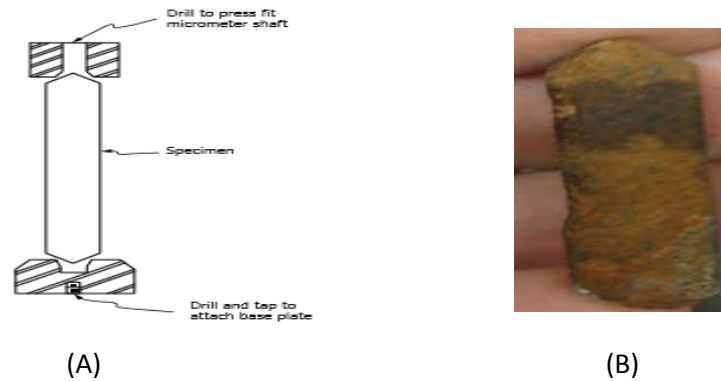 Drill to press fit
micrometer shaft
Specimen
Drill and tap to
attach base plate
(A)
(B)